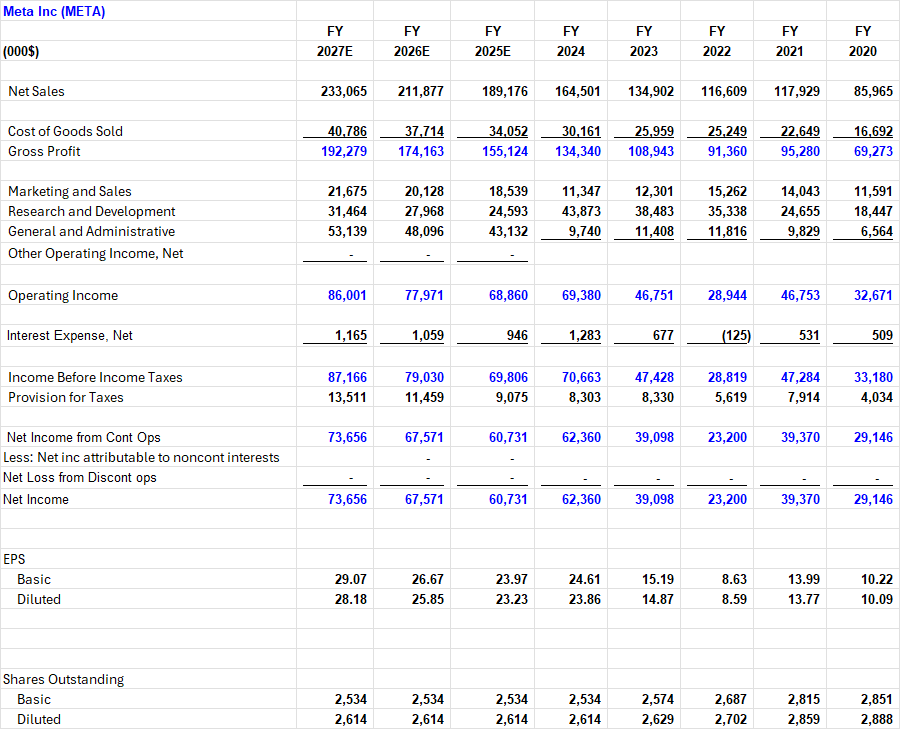 Meta Inc (META)
FY FY FY FY FY FY FY FY
(000$) 2027E 2026E 2025E 2024 2023 2022 2021 2020
Net Sales 233,065 211,877 189,176 164,501 134,902 116,609 117,929 85,965
Cost of Goods Sold 40,786 37,714 34,052 30,161 25,959 25,249 22,649 16,692
Gross Profit 192,279 174,163 155,124 134,340 108,943 91,360 95,280 69,273
Marketing and Sales 21,675 20,128 18,539 11,347 12,301 15,262 14,043 11,591
Research and Development 31,464 27,968 24,593 43,873 38,483 35,338 24,655 18,447
General and Administrative 53,139 48,096 43,132 9,740 11,408 11,816 9,829 6,564
Other Operating Income, Net - - -
Operating Income 86,001 77,971 68,860 69,380 46,751 28,944 46,753 32,671
Interest Expense, Net 1,165 1,059 946 1,283 677 (125) 531 509
Income Before Income Taxes 87,166 79,030 69,806 70,663 47,428 28,819 47,284 33,180
Provision for Taxes 13,511 11,459 9,075 8,303 8,330 5,619 7,914 4,034
Net Income from Cont Ops 73,656 67,571 60,731 62,360 39,098 23,200 39,370 29,146
Less: Net inc attributable to noncont interests - -
Net Loss from Discont ops - - - - - - - -
Net Income 73,656 67,571 60,731 62,360 39,098 23,200 39,370 29,146
EPS
Basic 29.07 26.67 23.97 24.61 15.19 8.63 13.99 10.22
Diluted 28.18 25.85 23.23 23.86 14.87 8.59 13.77 10.09
Shares Outstanding
Basic 2,534 2,534 2,534 2,534 2,574 2,687 2,815 2,851
Diluted 2,614 2,614 2,614 2,614 2,629 2,702 2,859 2,888